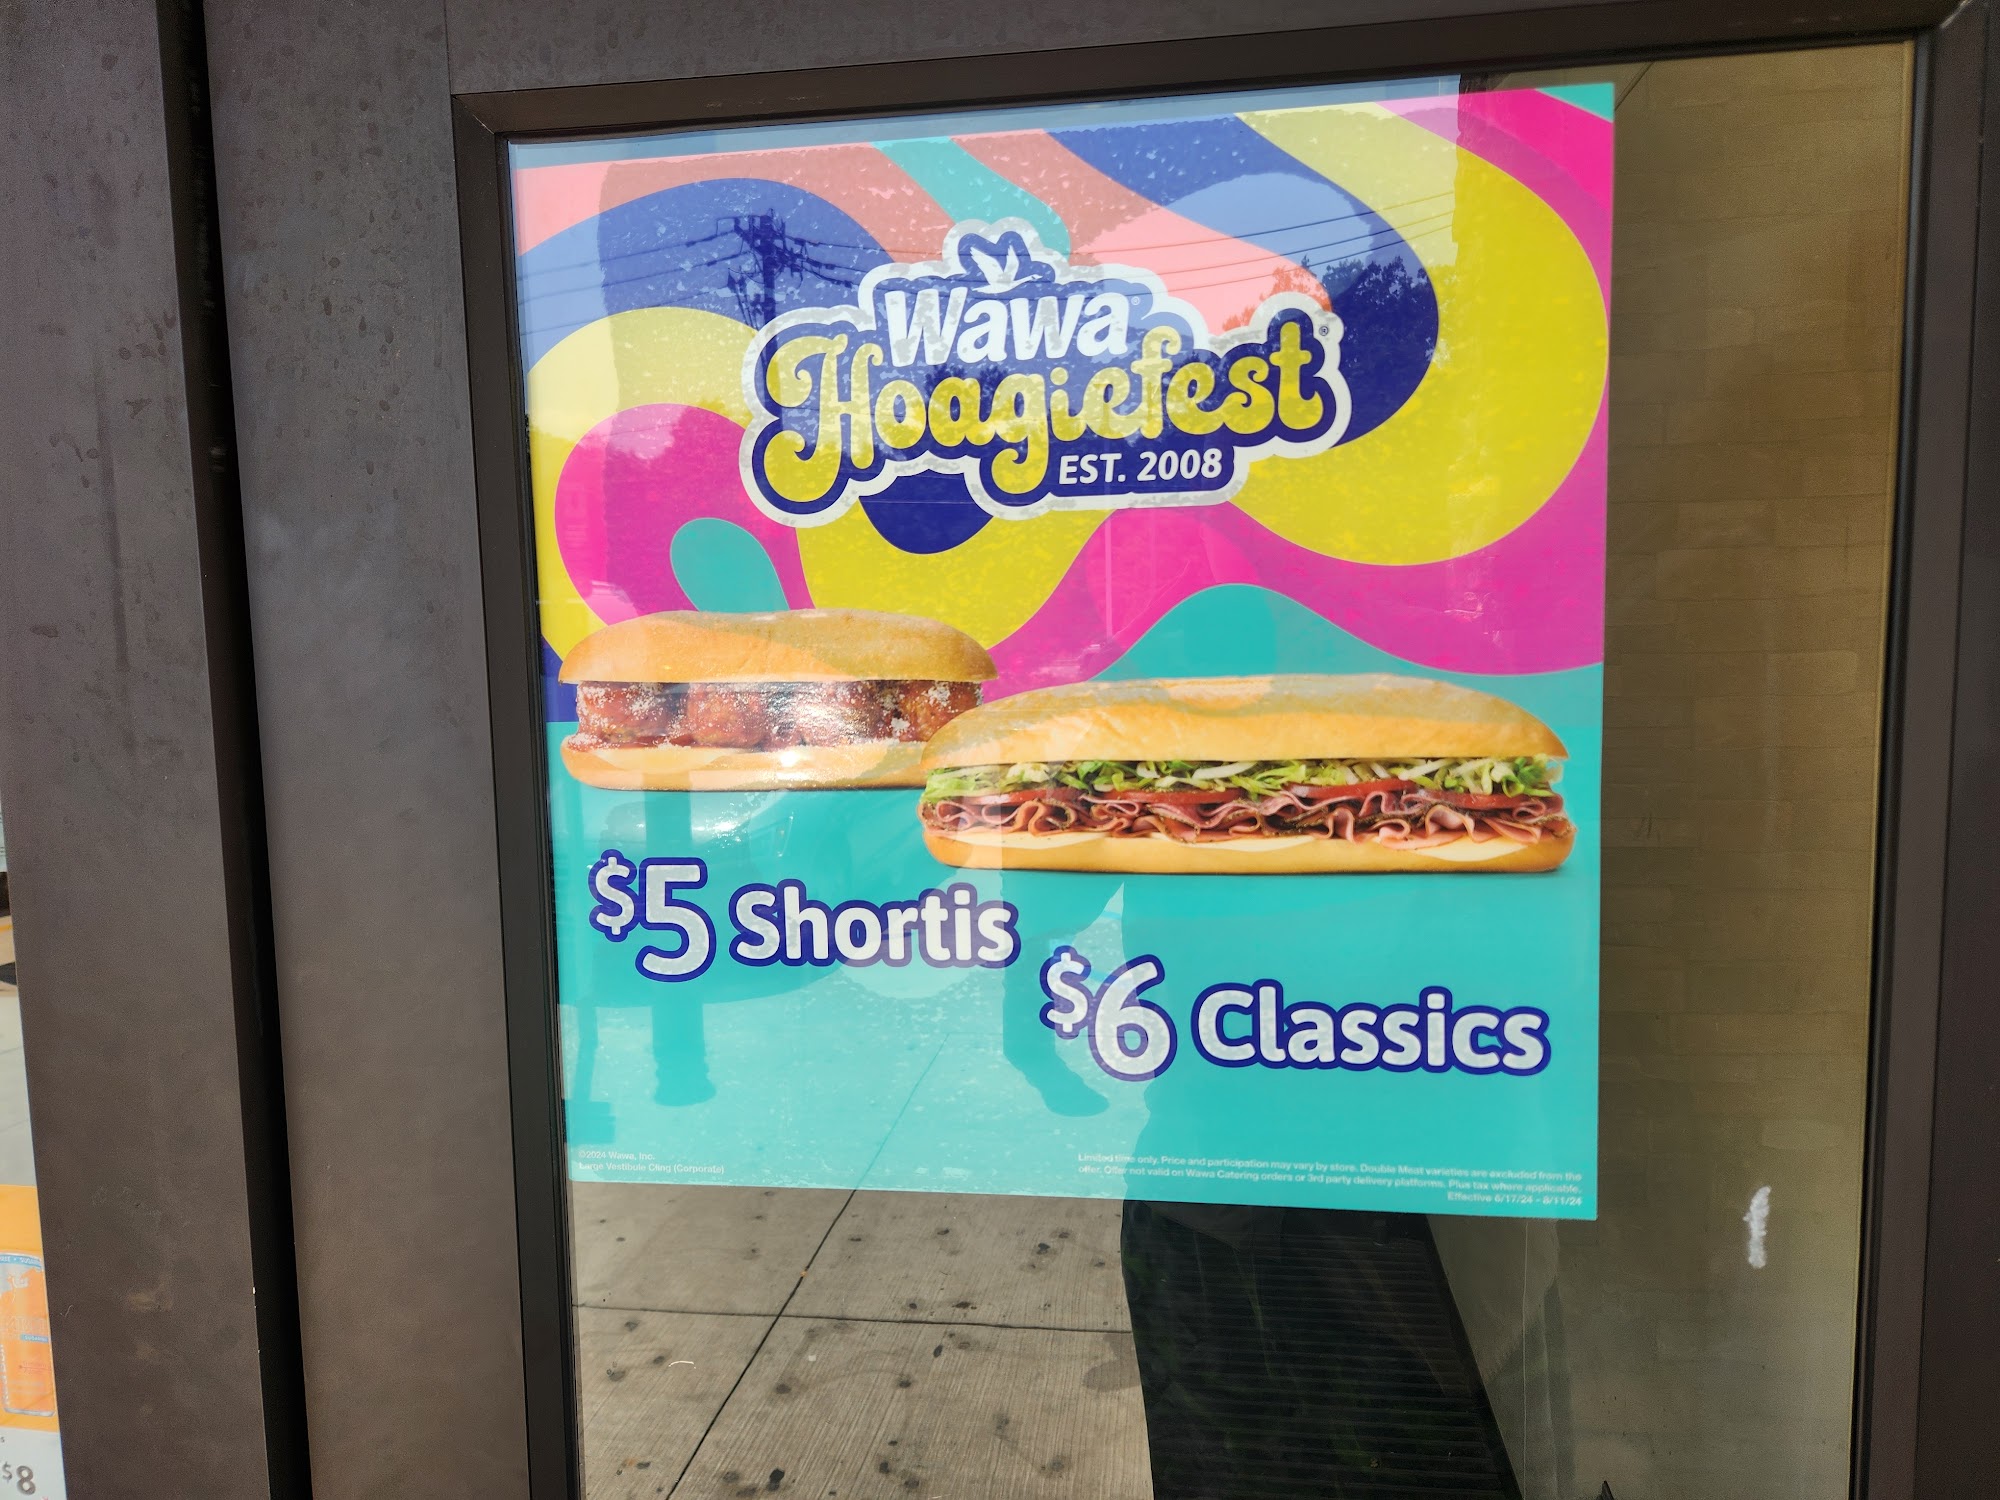 Wawa®
Hoagiefest®
EST. 2008
$5 Shortis
$6 Classics
©2024 Wawa, Inc.
Large Vestibule Cling (Corporate)
Limited time only. Price and participation may vary by store. Double Meat varieties are excluded from the
offer. Offer not valid on Wawa Catering orders or 3rd party delivery platforms. Plus tax where applicable.
Effective 6/17/24 - 8/11/24
$8